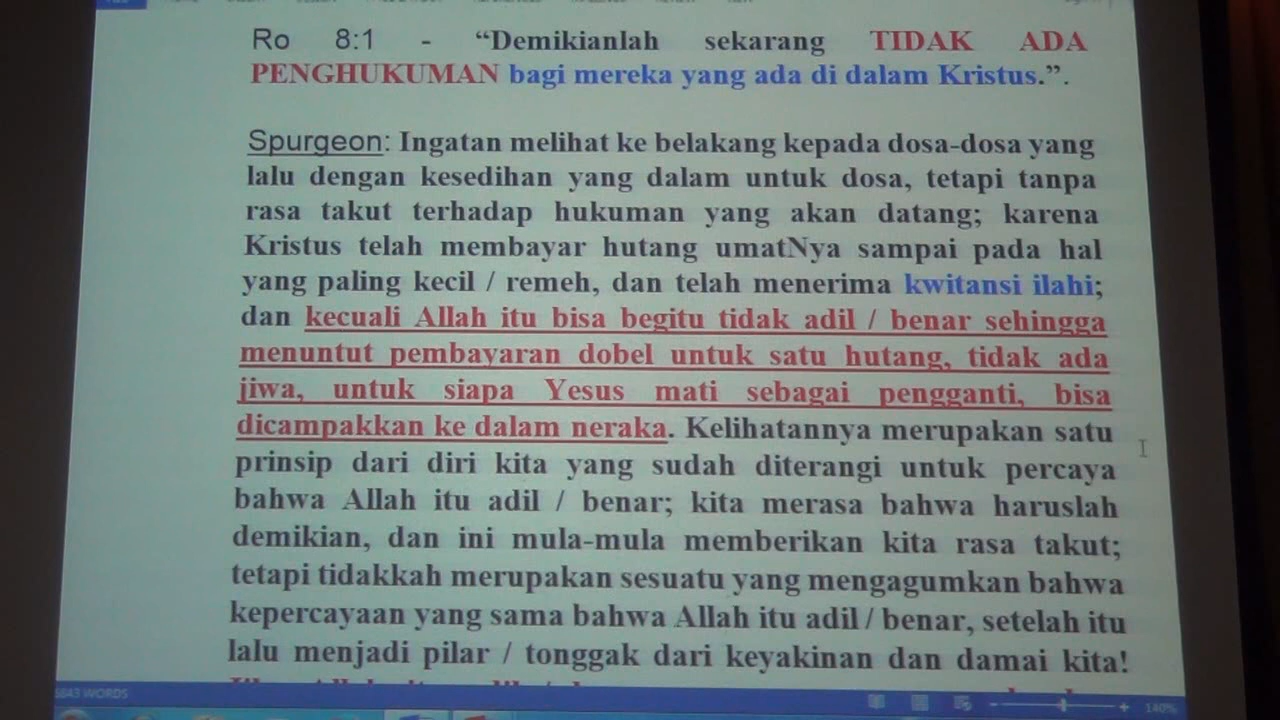 Ro 8:1 - “Demikianlah sekarang TIDAK ADA
PENGHUKUMAN bagi mereka yang ada di dalam Kristus.”.
Spurgeon: Ingatan melihat ke belakang kepada dosa-dosa yang
lalu dengan kesedihan yang dalam untuk dosa, tetapi tanpa
rasa takut terhadap hukuman yang akan datang; karena
Kristus telah membayar hutang umatNya sampai pada hal
yang paling kecil / remeh, dan telah menerima kwitansi ilahi;
dan kecuali Allah itu bisa begitu tidak adil / benar sehingga
menuntut pembayaran dobel untuk satu hutang, tidak ada
jiwa, untuk siapa Yesus mati sebagai pengganti, bisa
dicampakkan ke dalam neraka. Kelihatannya merupakan satu
prinsip dari diri kita yang sudah diterangi untuk percaya
bahwa Allah itu adil / benar; kita merasa bahwa haruslah
demikian, dan ini mula-mula memberikan kita rasa takut;
tetapi tidakkah merupakan sesuatu yang mengagumkan bahwa
kepercayaan yang sama bahwa Allah itu adil / benar, setelah itu
lalu menjadi pilar / tonggak dari keyakinan dan damai kita!
WORDS
140%